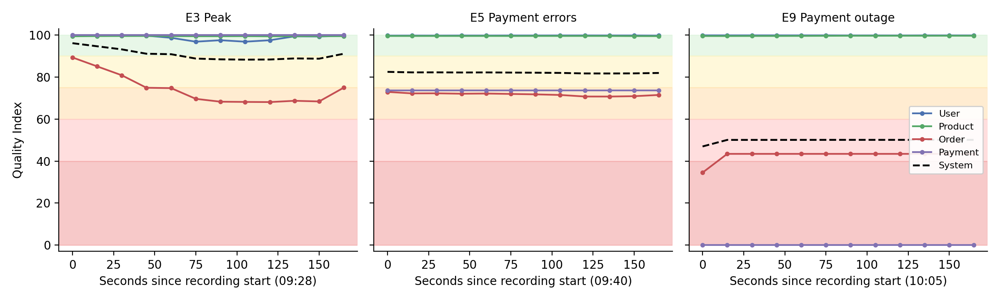 E3 Peak
E5 Payment errors
E9 Payment outage
Quality Index
100
80
60
40
20
0
0 25 50 75 100 125 150
0 25 50 75 100 125 150
0 25 50 75 100 125 150
Seconds since recording start (09:28)
Seconds since recording start (09:40)
Seconds since recording start (10:05)
User
Product
Order
Payment
System